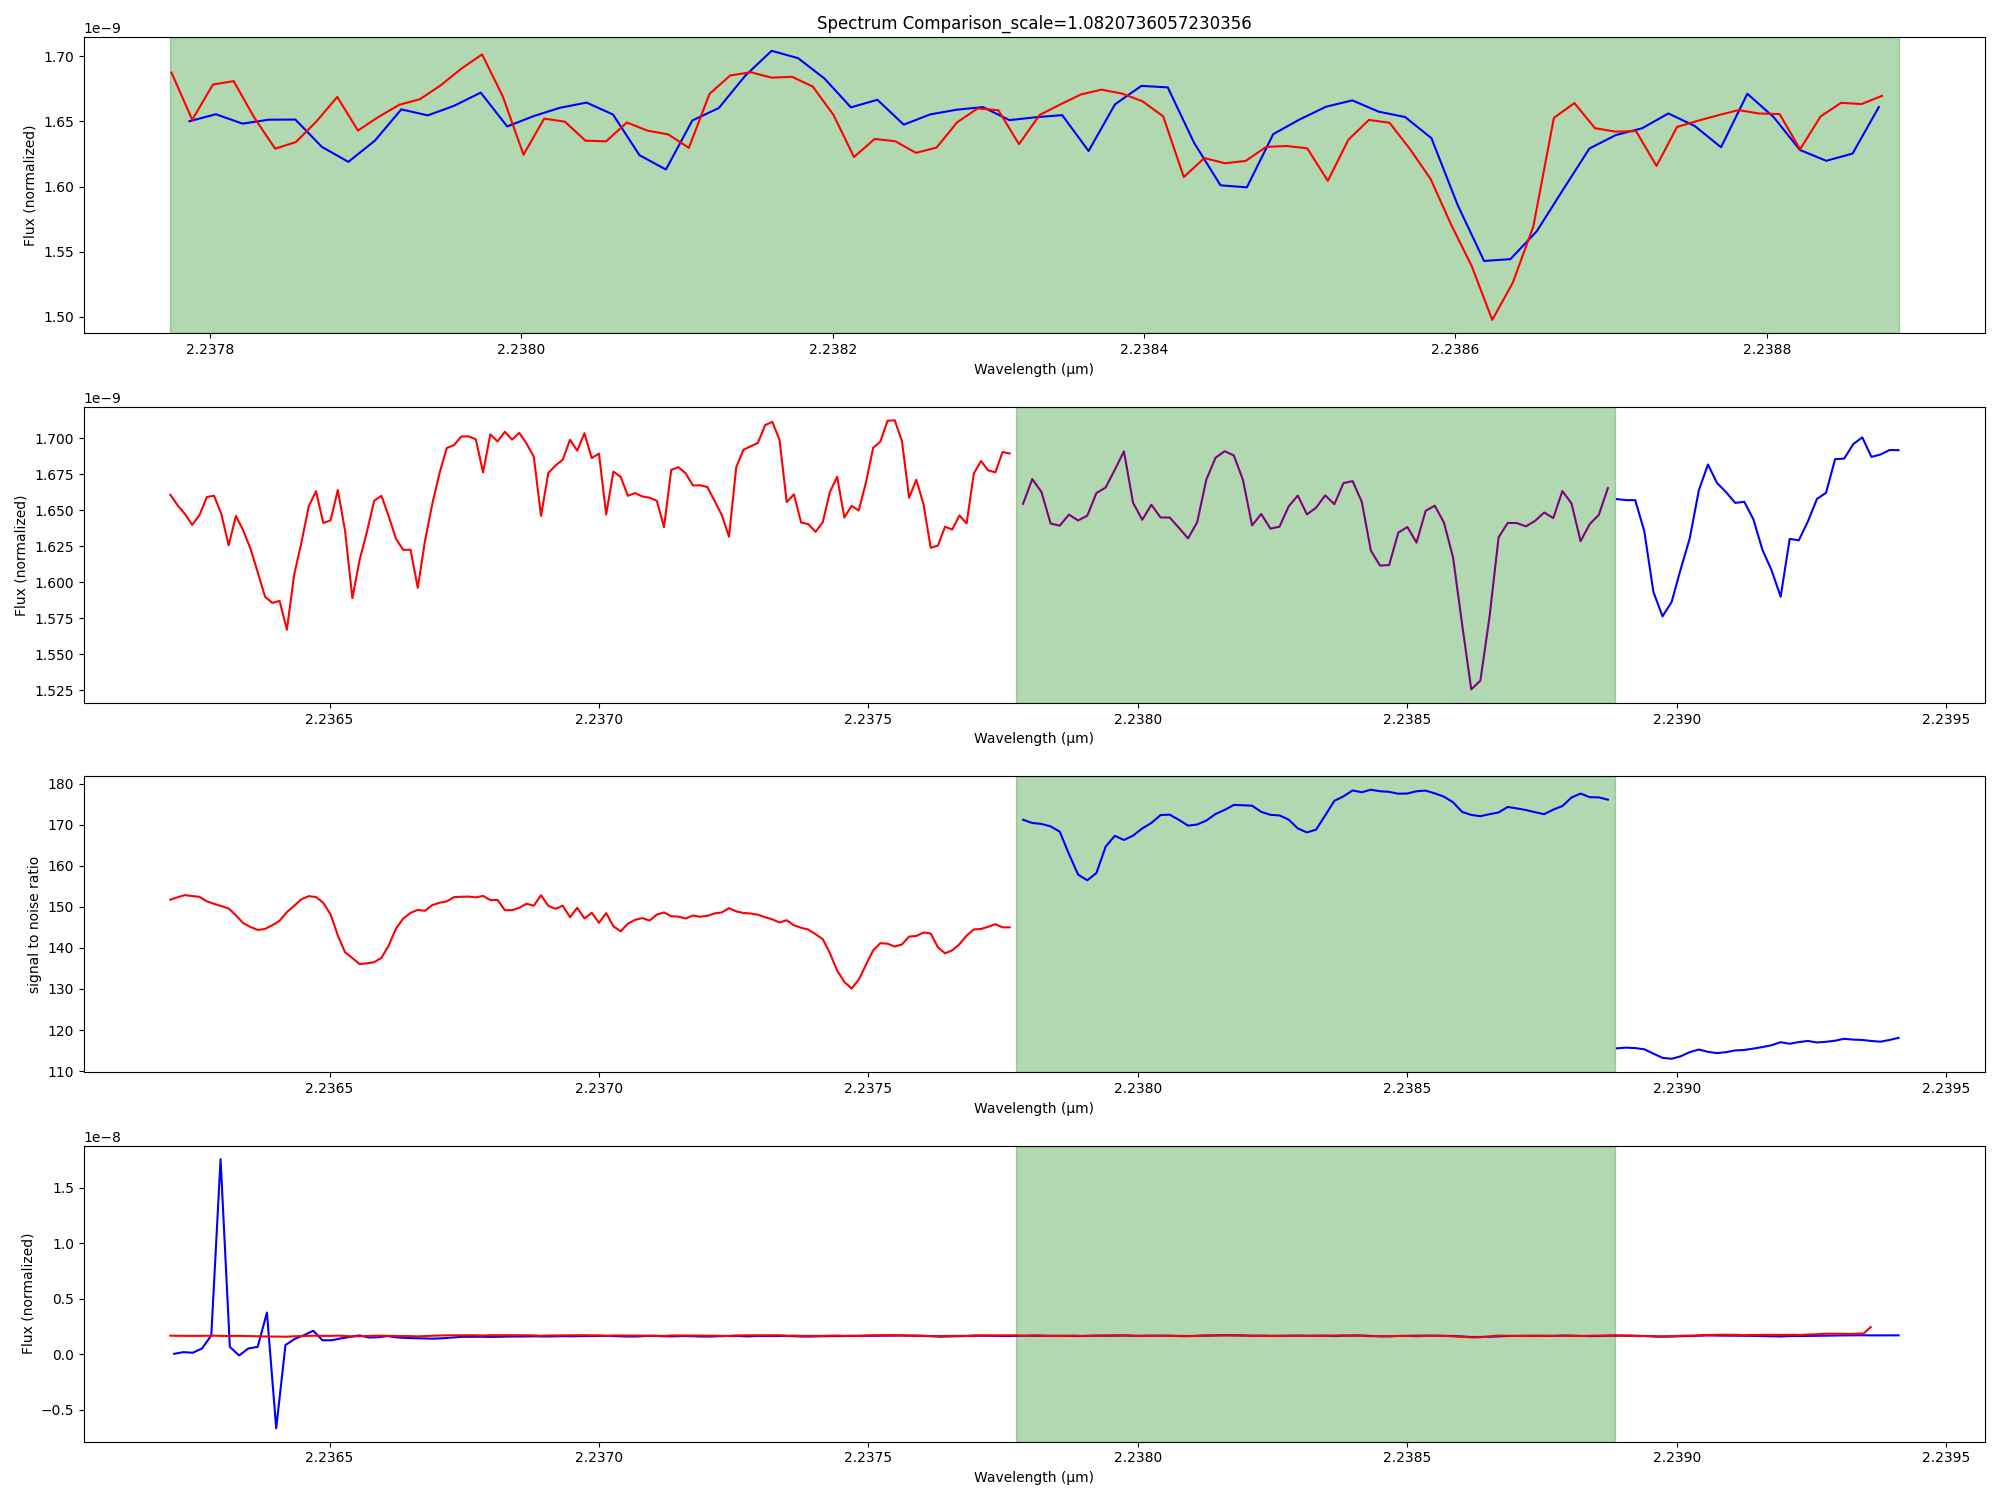 Spectrum Comparison_scale=1.0820736057230356
1e−9
Flux (normalized)
1.70
1.65
1.60
1.55
1.50
2.2378 2.2380 2.2382 2.2384 2.2386 2.2388
Wavelength (μm)
1e−9
Flux (normalized)
1.700
1.675
1.650
1.625
1.600
1.575
1.550
1.525
2.2365 2.2370 2.2375 2.2380 2.2385 2.2390 2.2395
Wavelength (μm)
signal to noise ratio
180
170
160
150
140
130
120
110
2.2365 2.2370 2.2375 2.2380 2.2385 2.2390 2.2395
Wavelength (μm)
1e−8
Flux (normalized)
1.5
1.0
0.5
0.0
−0.5
2.2365 2.2370 2.2375 2.2380 2.2385 2.2390 2.2395
Wavelength (μm)